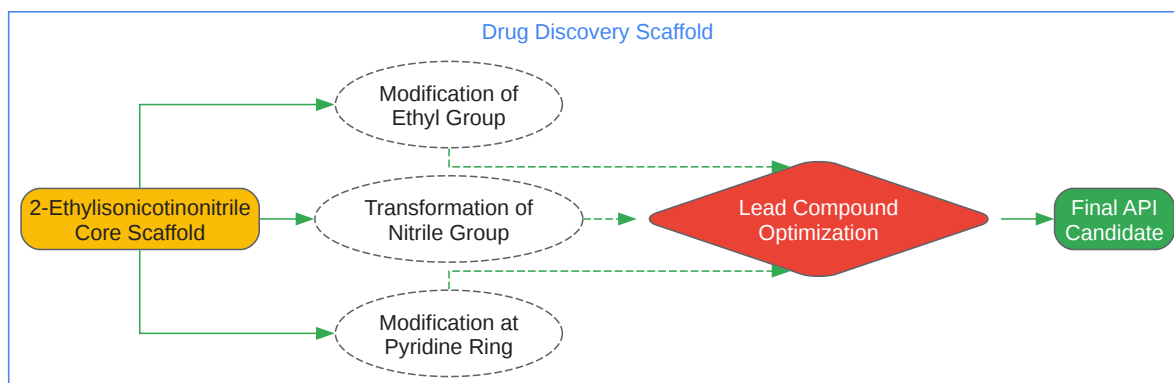 Drug Discovery Scaffold
Modification of
Ethyl Group
2-Ethylisonicotinonitrile
Core Scaffold
Transformation of
Nitrile Group
Lead Compound
Optimization
Final API
Candidate
Modification at
Pyridine Ring